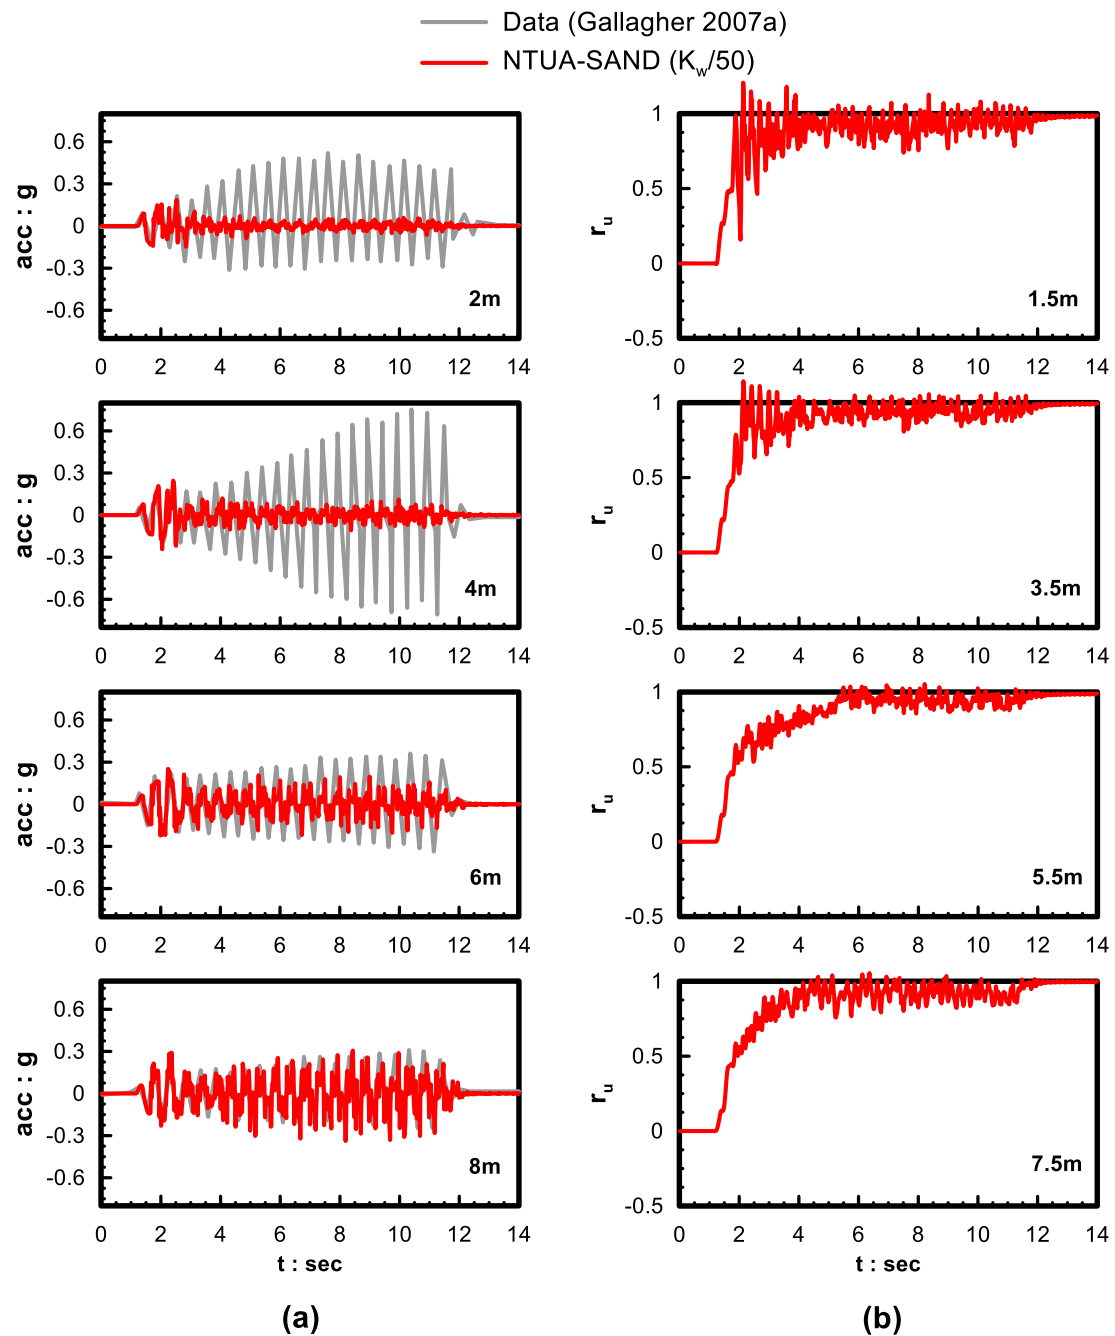 Data (Gallagher 2007a)
NTUA-SAND (Kw/50)
acc : g
0.6
0.3
0
-0.3
-0.6
2m
0 2 4 6 8 10 12 14
ru
1
0.5
0
-0.5
1.5m
0 2 4 6 8 10 12 14
acc : g
0.6
0.3
0
-0.3
-0.6
4m
0 2 4 6 8 10 12 14
ru
1
0.5
0
-0.5
3.5m
0 2 4 6 8 10 12 14
acc : g
0.6
0.3
0
-0.3
-0.6
6m
0 2 4 6 8 10 12 14
ru
1
0.5
0
-0.5
5.5m
0 2 4 6 8 10 12 14
acc : g
0.6
0.3
0
-0.3
-0.6
8m
0 2 4 6 8 10 12 14
t : sec
(a)
ru
1
0.5
0
-0.5
7.5m
0 2 4 6 8 10 12 14
t : sec
(b)